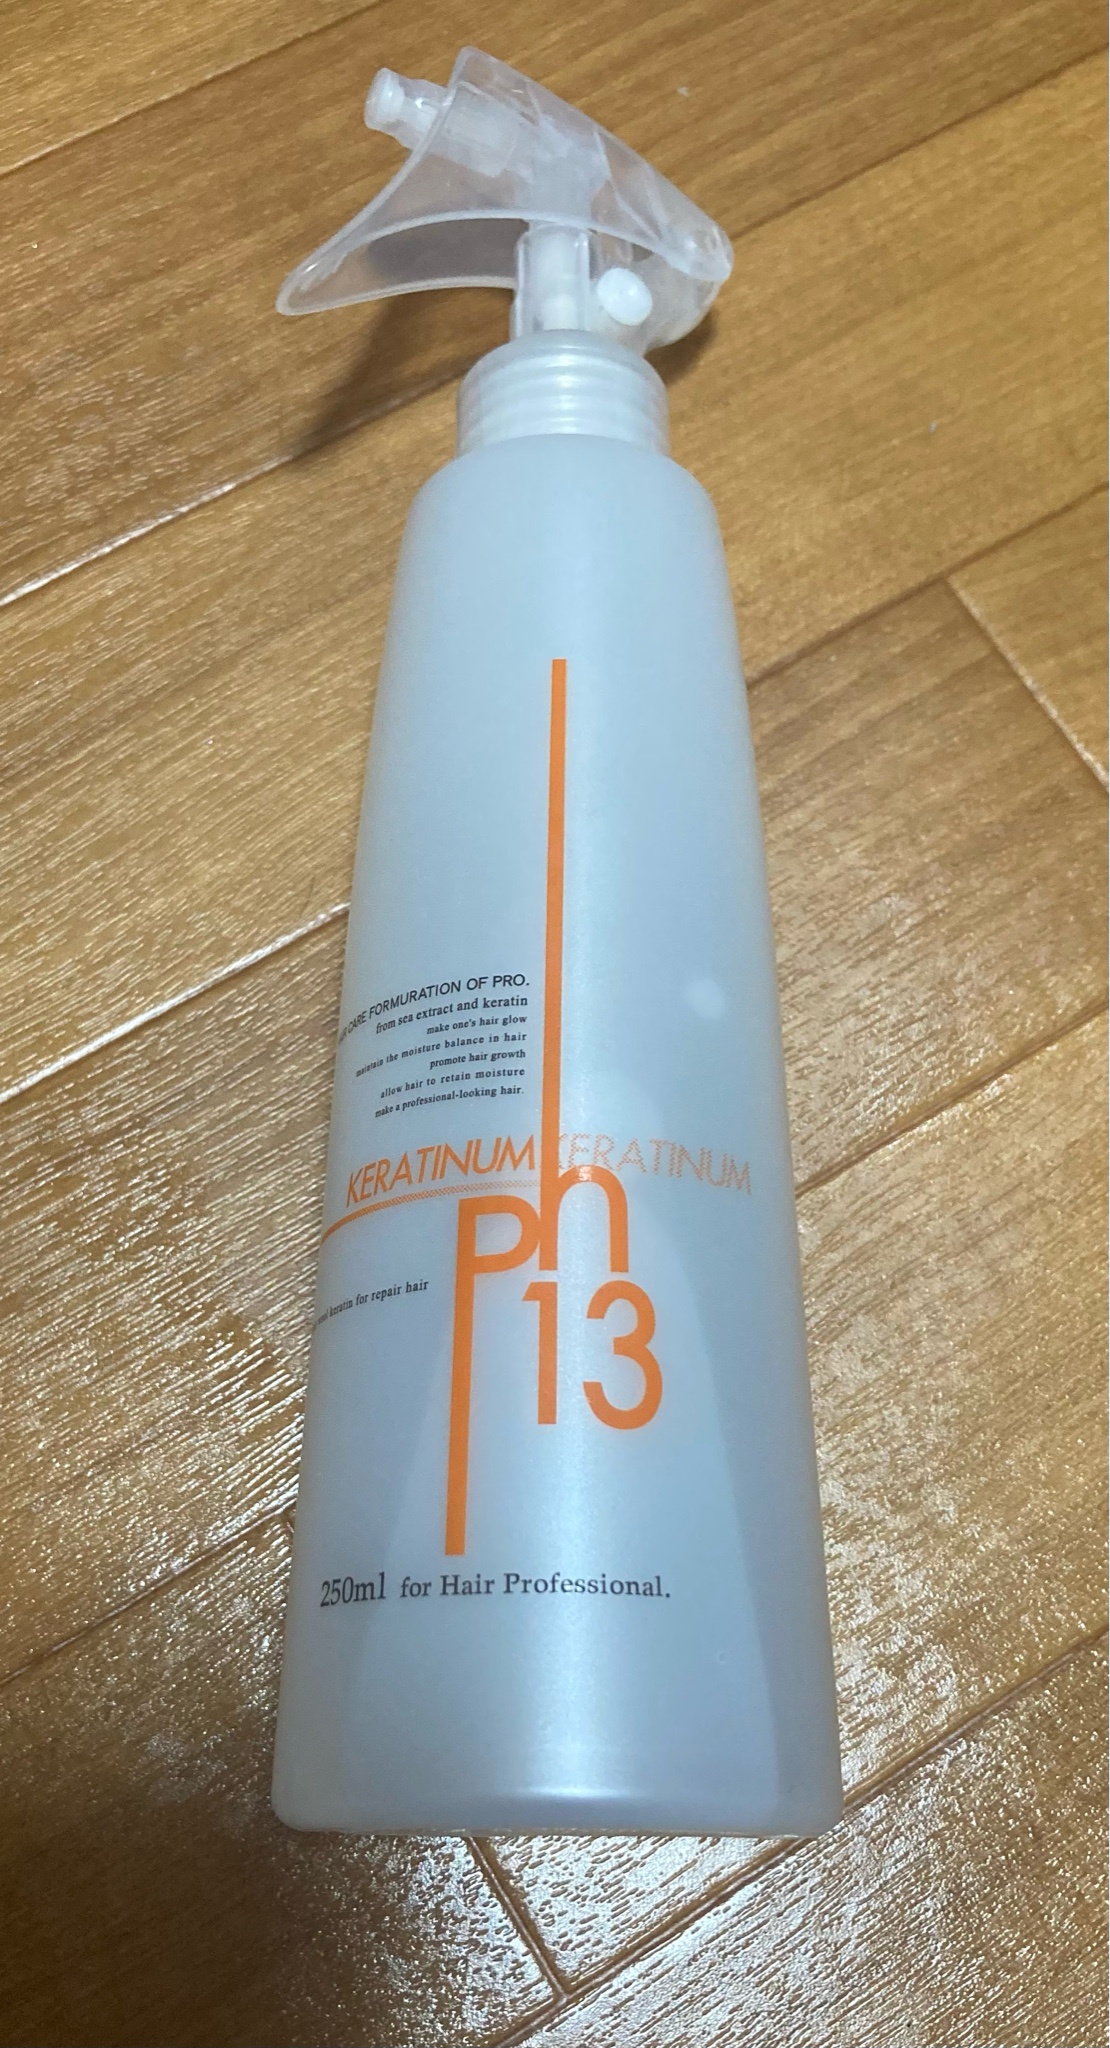 CARE FORMURATION OF PRO.
from sea extract and keratin
make one's hair glow
maintain the moisture balance in hair
promote hair growth
allow hair to retain moisture
make a professional-looking hair.
KERATINUM KERATINUM
Ph
13
keratin for repair hair
250ml for Hair Professional.